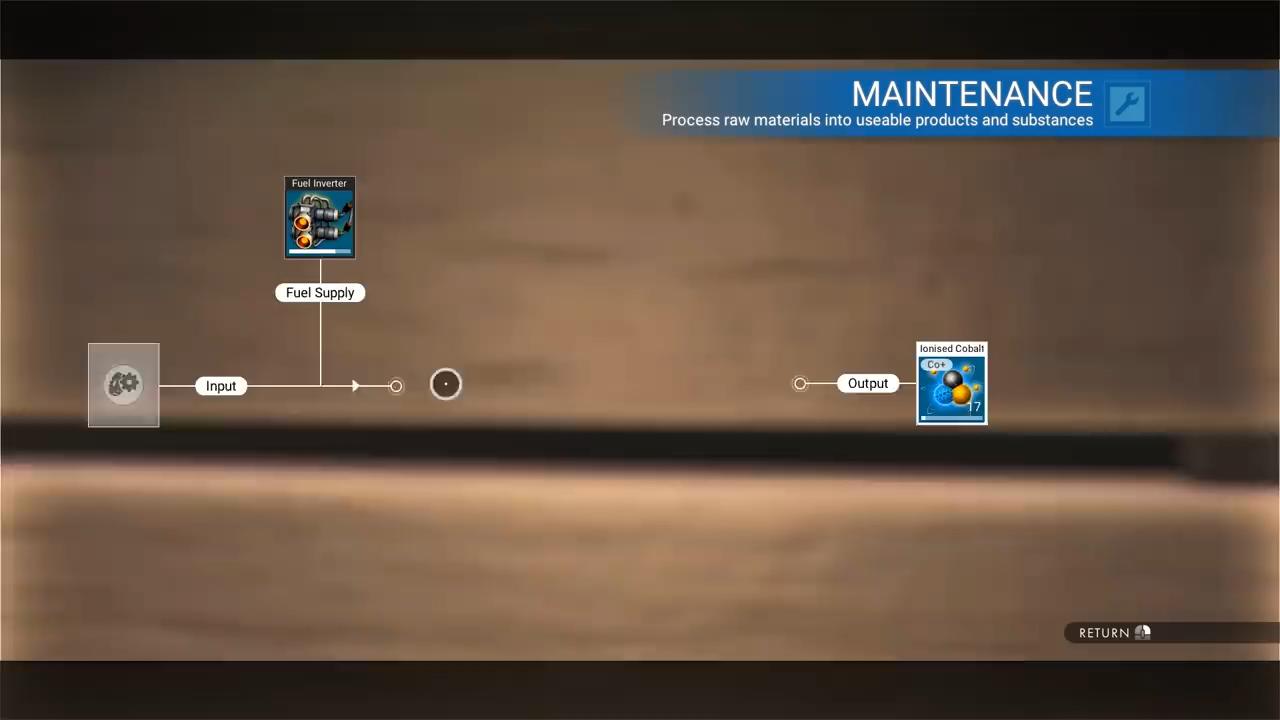 MAINTENANCE
Process raw materials into useable products and substances
Fuel Inverter
Fuel Supply
Input
Output
Ionised Cobalt
Co+
17
RETURN